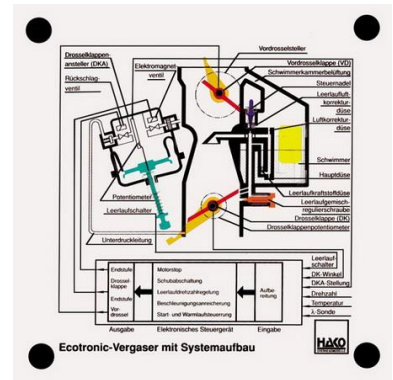 Drosselklappen-
ansteller (DKA)
Rückschlag-
ventil
Elektromagnet-
ventil
Vordrosselsteller
Vordrosselklappe (VD)
Schwimmerkammerbelüftung
Steuernadel
Leerlaufluft-
korrektur-
düse
Luftkorrektur-
düse
Schwimmer
Hauptdüse
Leerlaufkraftstoffdüse
Leerlaufgemisch-
regulierschraube
Drosselklappe (DK)
Drosselklappenpotentiometer
Potentiometer
Leerlaufschalter
Unterdruckleitung
Leerlauf-
schalter
DK-Winkel
DKA-Stellung
Drehzahl
Temperatur
λ-Sonde
Endstufe
Drossel-
klappe
Endstufe
Vor-
drossel
Motorstop
Schubabschaltung
Leerlaufdrehzahlregelung
Beschleunigungsanreicherung
Start- und Warmlaufsteuerung
Aufbe-
reitung
Ausgabe
Elektronisches Steuergerät
Eingabe
Ecotronic-Vergaser mit Systemaufbau
HACO